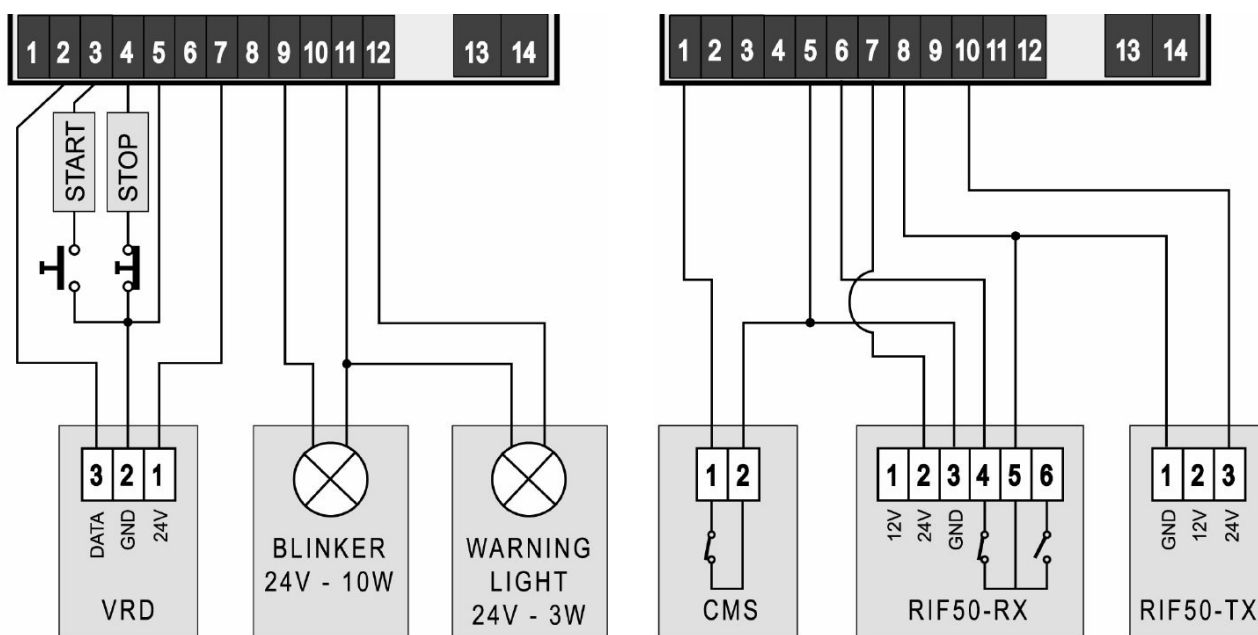 1 2 3 4 5 6 7 8 9 10 11 12 13 14
START
STOP
3 2 1
DATA
GND
24V
VRD
BLINKER
24V - 10W
WARNING
LIGHT
24V - 3W
1 2 3 4 5 6 7 8 9 10 11 12 13 14
1 2
CMS
1 2 3 4 5 6
12V
24V
GND
RIF50-RX
1 2 3
GND
12V
24V
RIF50-TX